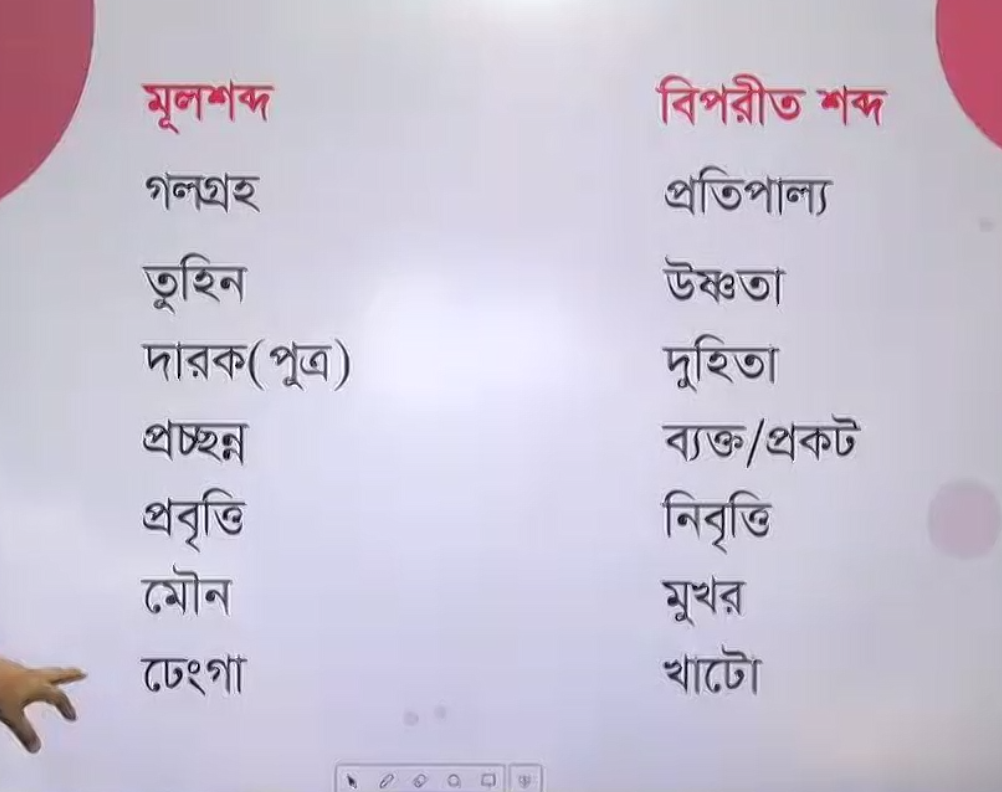 মূলশব্দ বিপরীত শব্দ
গলগ্রহ প্রতিপাল্য
তুহিন উষ্ণতা
দারক(পুত্র) দুহিতা
প্রচ্ছন্ন ব্যক্ত/প্রকট
প্রবৃত্তি নিবৃত্তি
মৌন মুখর
ঢেংগা খাটো